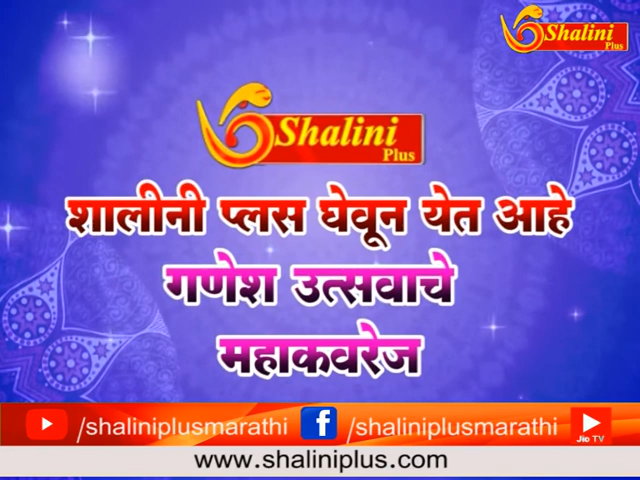 Shalini
Plus
Shalini
Plus
शालीनी प्लस घेवून येत आहे
गणेश उत्सवाचे
महाकवरेज
/shaliniplusmarathi /shaliniplusmarathi
Jio TV
www.shaliniplus.com